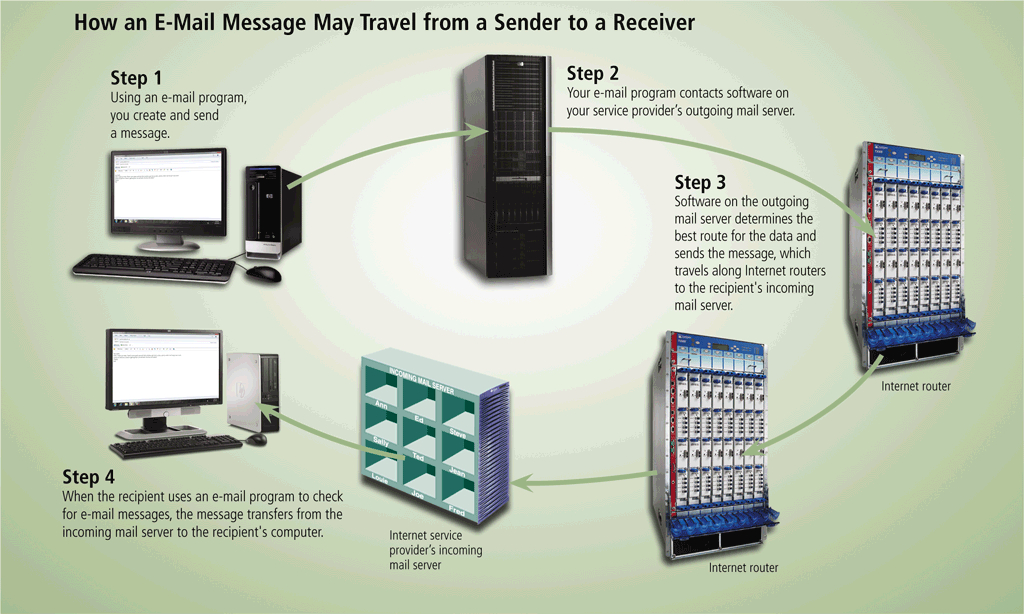 How an E-Mail Message May Travel from a Sender to a Receiver
Step 1
Using an e-mail program,
you create and send
a message.
Step 2
Your e-mail program contacts software on
your service provider's outgoing mail server.
Step 3
Software on the outgoing
mail server determines the
best route for the data and
sends the message, which
travels along Internet routers
to the recipient's incoming
mail server.
Internet router
Internet router
INCOMING MAIL SERVER
Ann
Ed
Steve
Sally
Ted
Jean
Louie
Joe
Fred
Internet service
provider's incoming
mail server
Step 4
When the recipient uses an e-mail program to check
for e-mail messages, the message transfers from the
incoming mail server to the recipient's computer.